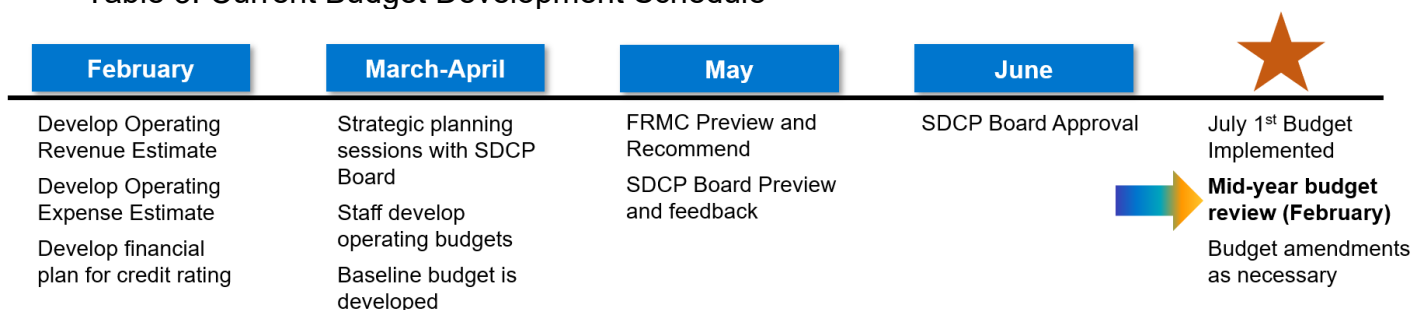 Current Budget Development Schedule
February
March-April
May
June
Develop Operating
Revenue Estimate
Develop Operating
Expense Estimate
Develop financial
plan for credit rating
Strategic planning
sessions with SDCP
Board
Staff develop
operating budgets
Baseline budget is
developed
FRMC Preview and
Recommend
SDCP Board Preview
and feedback
SDCP Board Approval
July 1st Budget
Implemented
Mid-year budget
review (February)
Budget amendments
as necessary